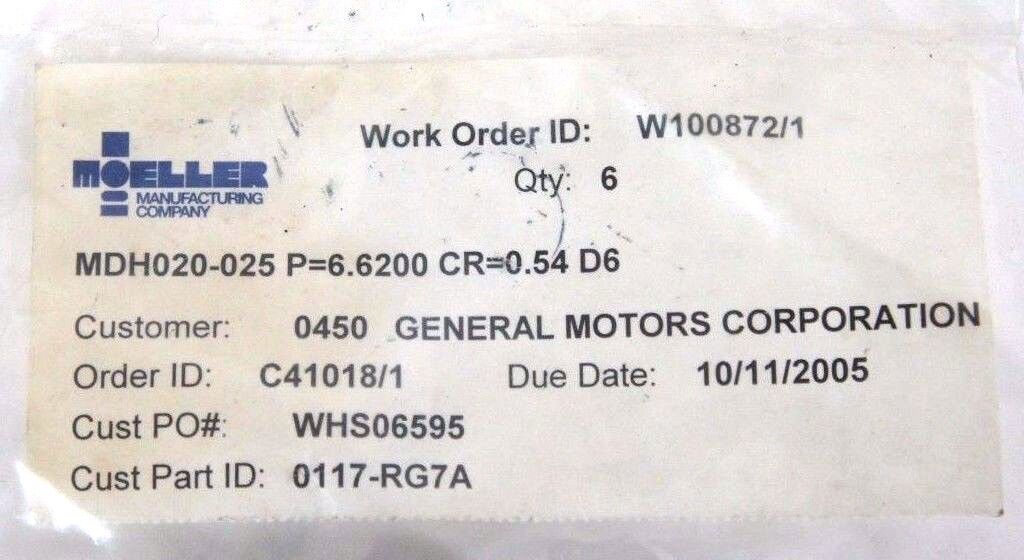 MOELLER
MANUFACTURING
COMPANY
Work Order ID: W100872/1
Qty: 6
MDH020-025 P=6.6200 CR=0.54 D6
Customer: 0450 GENERAL MOTORS CORPORATION
Order ID: C41018/1 Due Date: 10/11/2005
Cust PO#: WHS06595
Cust Part ID: 0117-RG7A